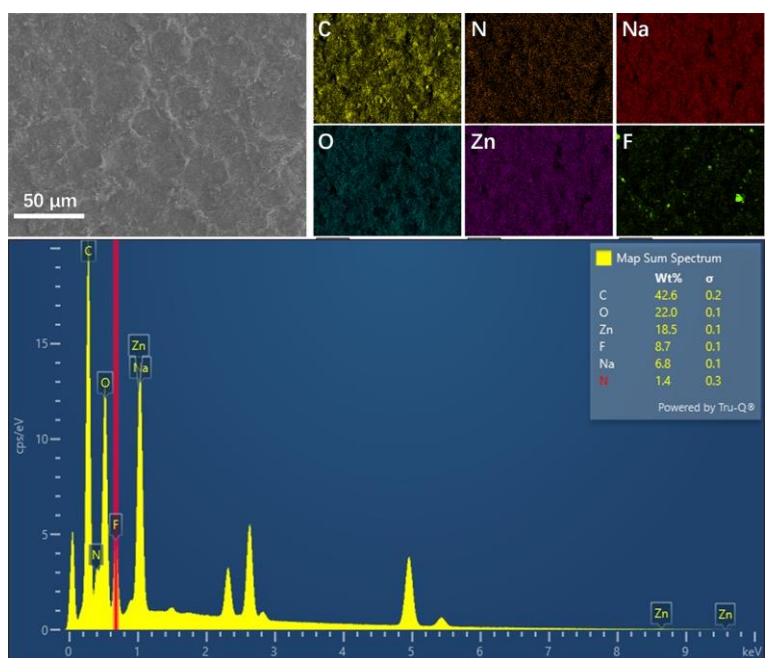 C
N
Na
O
Zn
F
50 μm
Map Sum Spectrum
Wt% σ
C 42.6 0.2
O 22.0 0.1
Zn 18.5 0.1
F 8.7 0.1
Na 6.8 0.1
N 1.4 0.3
Powered by Tru-Q®
C
15
Zn
Na
O
10
cps/eV
5
F
N
Zn
Zn
0
0 1 2 3 4 5 6 7 8 9 keV